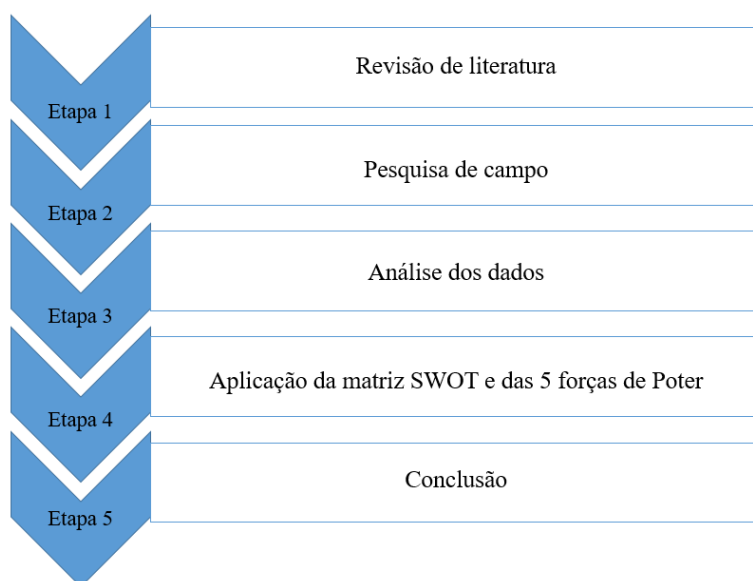 Etapa 1
Revisão de literatura
Etapa 2
Pesquisa de campo
Etapa 3
Análise dos dados
Etapa 4
Aplicação da matriz SWOT e das 5 forças de Poter
Etapa 5
Conclusão